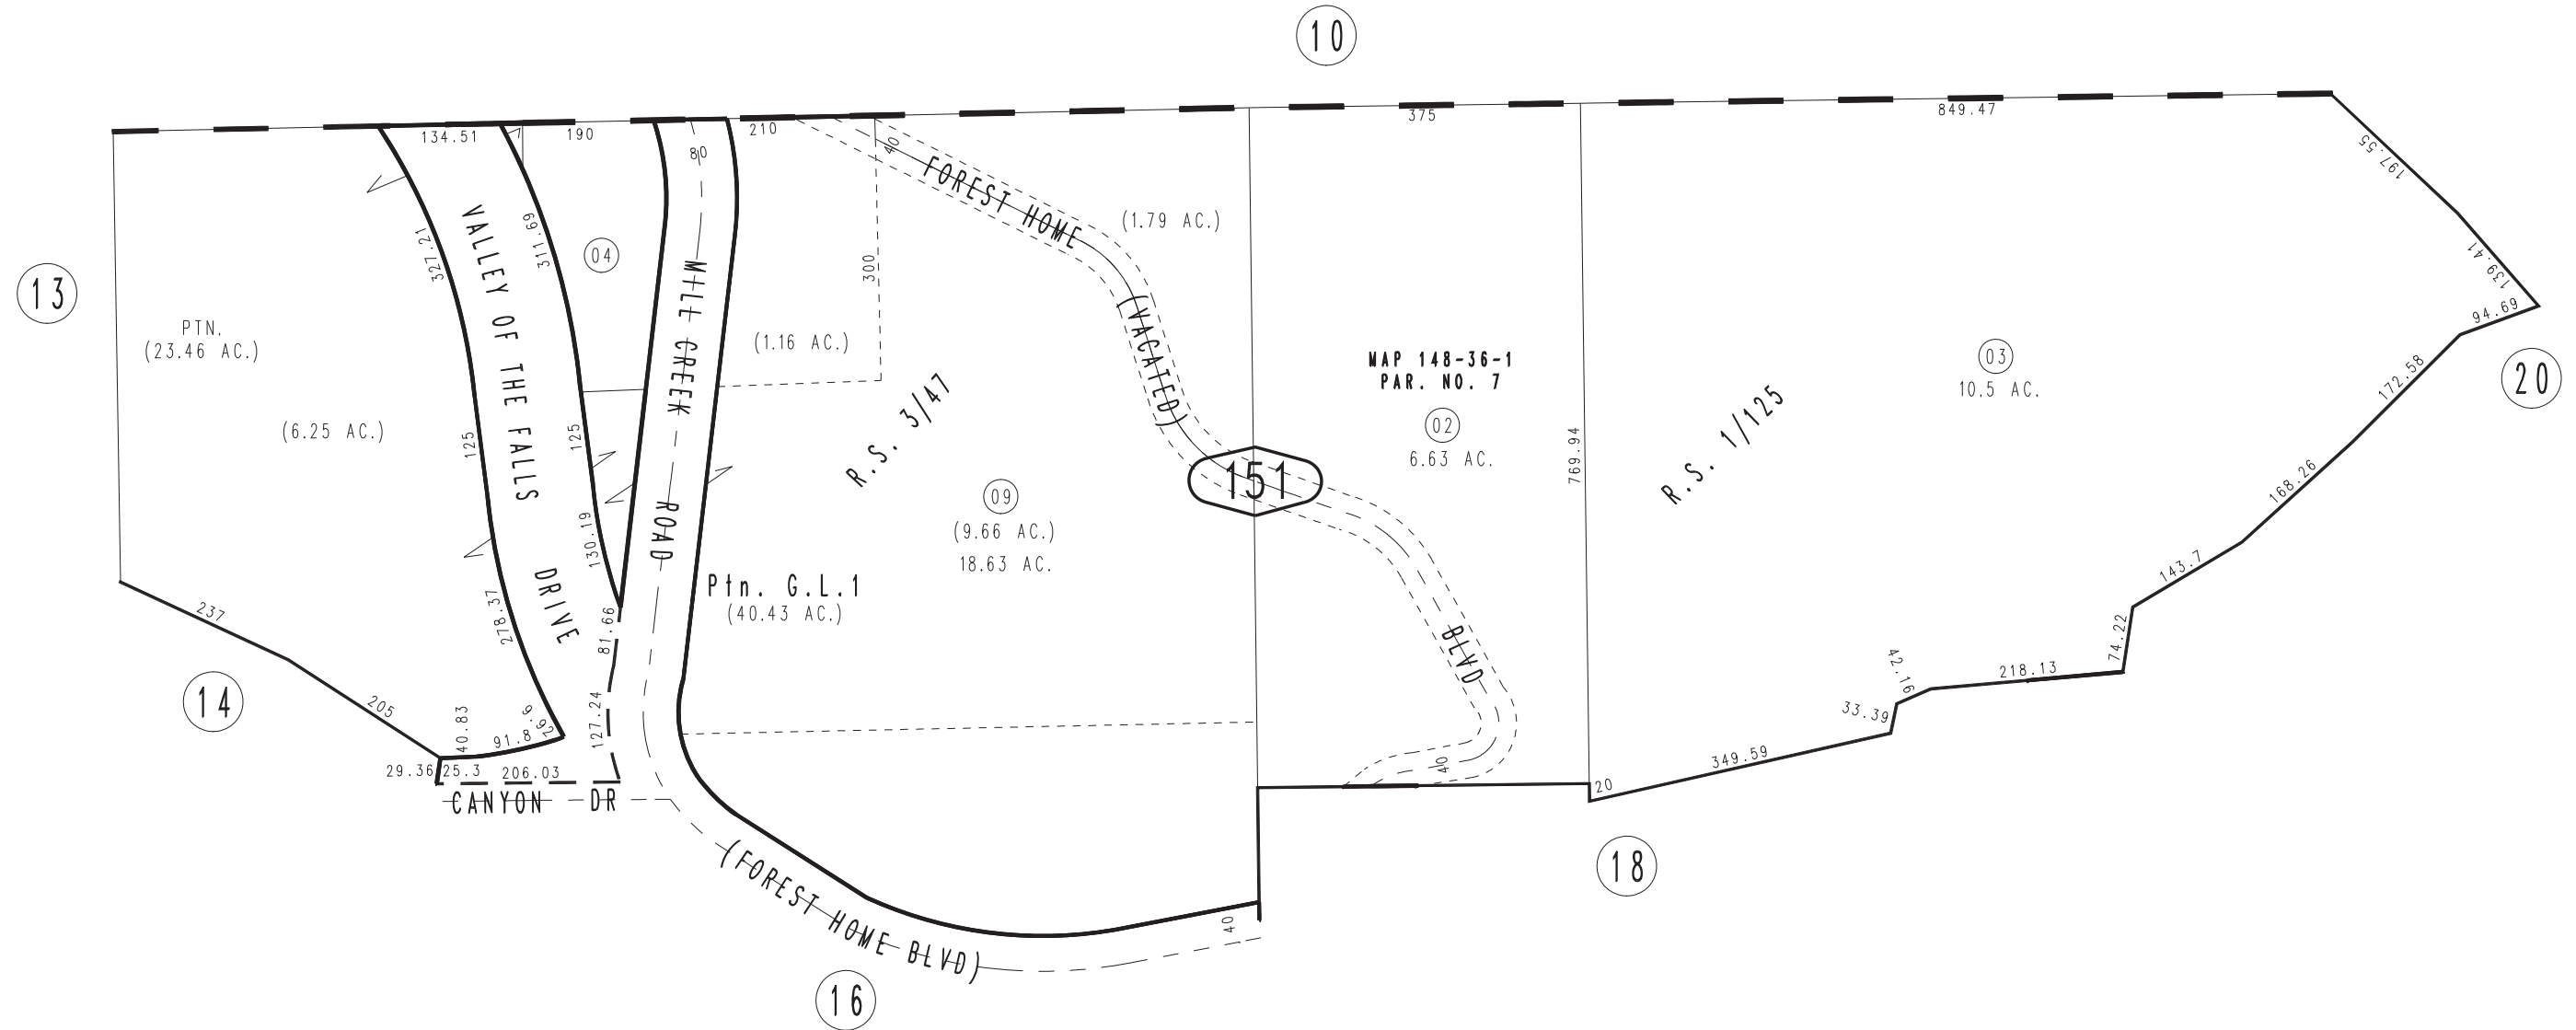 10
134.51
190
80
210
40
375
849.47
197.55
139.41
94.69
20
13
PTN.
(23.46 AC.)
(6.25 AC.)
327.21
VALLEY OF THE FALLS DRIVE
311.69
04
MILL CREEK ROAD
300
(1.16 AC.)
FOREST HOME
(VACATED)
BLVD
(1.79 AC.)
R.S. 3/47
MAP 148-36-1
PAR. NO. 7
02
6.63 AC.
769.94
R.S. 1/125
03
10.5 AC.
172.58
168.26
143.7
74.22
218.13
42.16
33.39
349.59
20
125
125
151
09
(9.66 AC.)
18.63 AC.
130.19
Ptn. G.L.1
(40.43 AC.)
278.37
81.66
127.24
237
14
205
40.83
91.8
9.92
29.36
25.3
206.03
CANYON DR
40
(FOREST HOME BLVD)
40
18
16